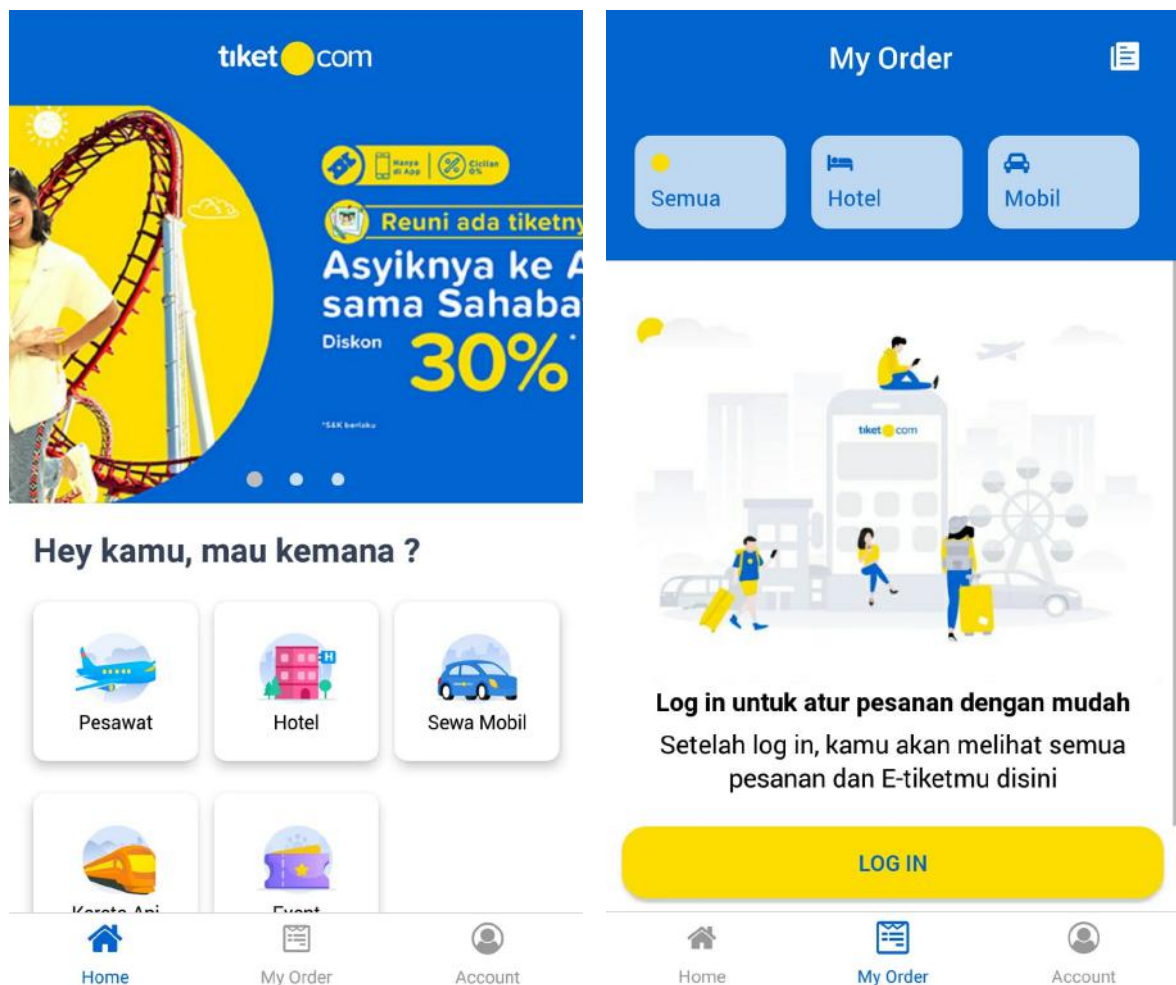 tiket com
Hanya
di App
Cicilan
0%
Reuni ada tiketny
Asyiknya ke A
sama Sahaba
Diskon
30%*
*S&K berlaku
Hey kamu, mau kemana ?
Pesawat
Hotel
H
Sewa Mobil
Kereta Api
Event
Home
My Order
Account
My Order
Semua
Hotel
Mobil
tiket com
Log in untuk atur pesanan dengan mudah
Setelah log in, kamu akan melihat semua
pesanan dan E-tiketmu disini
LOG IN
Home
My Order
Account